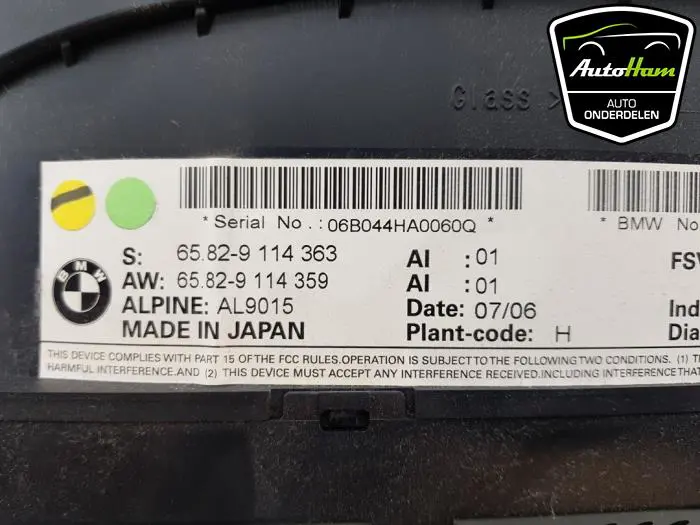 AutoHam
AUTO
ONDERDELEN
Glass >
* Serial No.: 06B044HA0060Q *
* BMW No
BMW
S: 65.82-9 114 363 AI : 01 FS
AW: 65.82-9 114 359 AI : 01
ALPINE: AL9015 Date: 07/06 Ind
MADE IN JAPAN Plant-code: H Dia
THIS DEVICE COMPLIES WITH PART 15 OF THE FCC RULES.OPERATION IS SUBJECT TO THE FOLLOWING TWO CONDITIONS. (1) T
HARMFUL INTERFERENCE.AND (2) THIS DEVICE MUST ACCEPT ANY INTERFERENCE RECEIVED.INCLUDING INTERFERENCE THAT